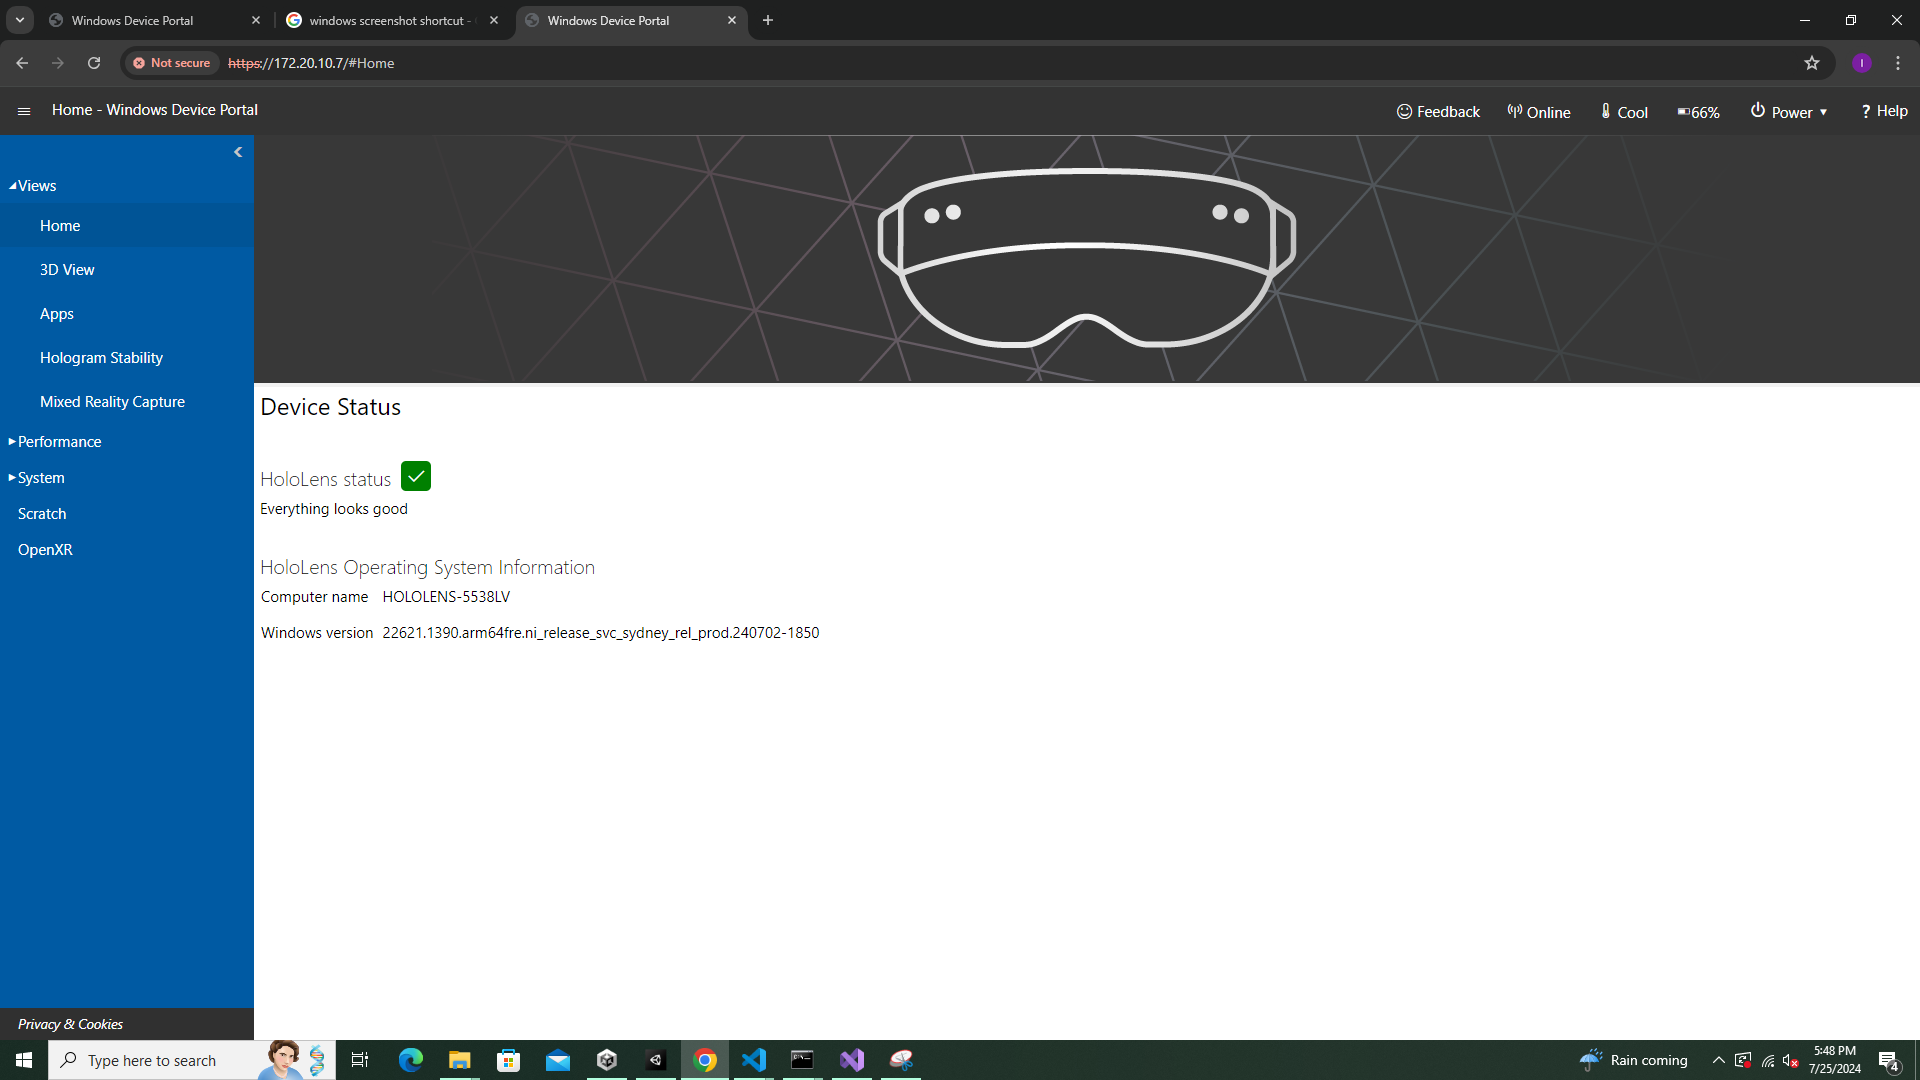 Windows Device Portal
windows screenshot shortcut -
Windows Device Portal
Not secure https://172.20.10.7/#Home
Home - Windows Device Portal
Feedback
Online
Cool
66%
Power
? Help
Views
Home
3D View
Apps
Hologram Stability
Mixed Reality Capture
Performance
System
Scratch
OpenXR
Privacy & Cookies
Device Status
HoloLens status
Everything looks good
HoloLens Operating System Information
Computer name HOLOLENS-5538LV
Windows version 22621.1390.arm64fre.ni_release_svc_sydney_rel_prod.240702-1850
Type here to search
Rain coming
5:48 PM
7/25/2024
4